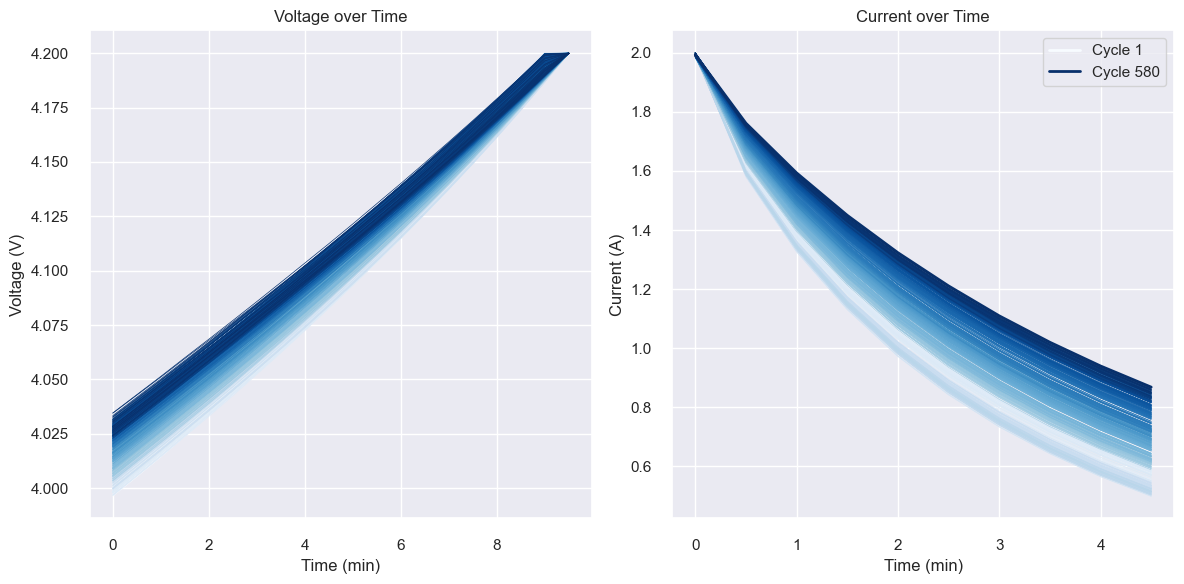 Voltage over Time
4.200
4.175
4.150
4.125
4.100
4.075
4.050
4.025
4.000
Voltage (V)
0 2 4 6 8
Time (min)
Current over Time
Cycle 1
Cycle 580
2.0
1.8
1.6
1.4
1.2
1.0
0.8
0.6
Current (A)
0 1 2 3 4
Time (min)